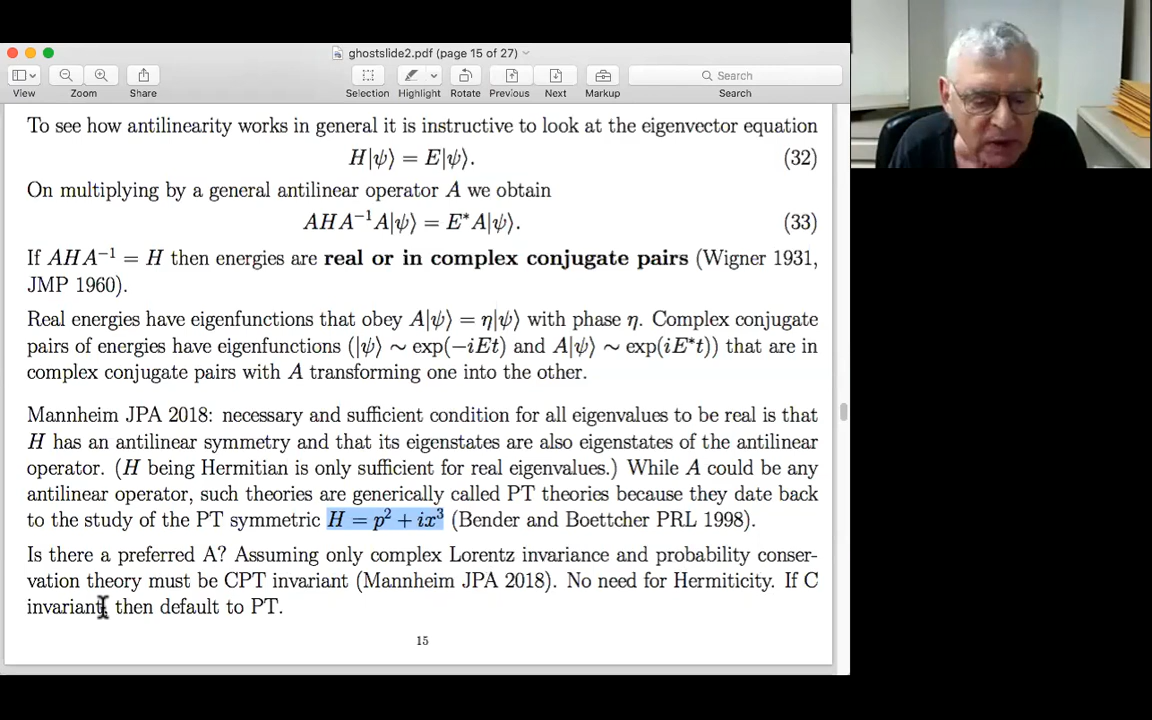 ghostslide2.pdf (page 15 of 27)
View Zoom Share Selection Highlight Rotate Previous Next Markup Search
Search
To see how antilinearity works in general it is instructive to look at the eigenvector equation
H|ψ⟩ = E|ψ⟩. (32)
On multiplying by a general antilinear operator A we obtain
AHA⁻¹A|ψ⟩ = E*A|ψ⟩. (33)
If AHA⁻¹ = H then energies are real or in complex conjugate pairs (Wigner 1931,
JMP 1960).
Real energies have eigenfunctions that obey A|ψ⟩ = η|ψ⟩ with phase η. Complex conjugate
pairs of energies have eigenfunctions (|ψ⟩ ∼ exp(−iEt) and A|ψ⟩ ∼ exp(iE*t)) that are in
complex conjugate pairs with A transforming one into the other.
Mannheim JPA 2018: necessary and sufficient condition for all eigenvalues to be real is that
H has an antilinear symmetry and that its eigenstates are also eigenstates of the antilinear
operator. (H being Hermitian is only sufficient for real eigenvalues.) While A could be any
antilinear operator, such theories are generically called PT theories because they date back
to the study of the PT symmetric H = p² + ix³ (Bender and Boettcher PRL 1998).
Is there a preferred A? Assuming only complex Lorentz invariance and probability conser-
vation theory must be CPT invariant (Mannheim JPA 2018). No need for Hermiticity. If C
invariant, then default to PT.
15